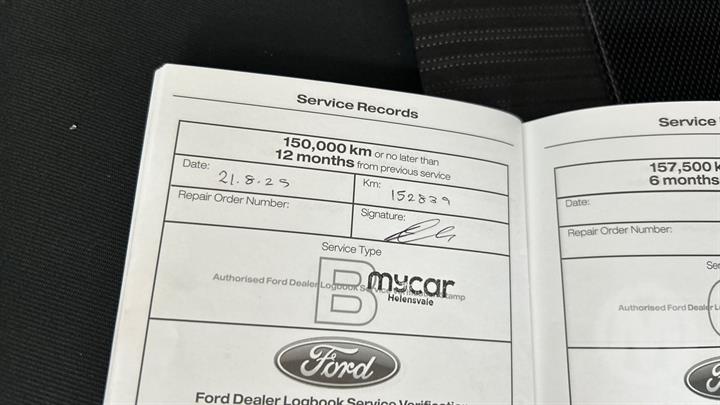 Service Records
150,000 km or no later than
12 months from previous service
Date: 21.8.25
Km: 152839
Repair Order Number:
Signature:
Service Type
B
Authorised Ford Dealer Logbook
mycar
Helensvale
Ford
Ford Dealer Logbook Service
Service
157,500
6 months
Date:
Repair Order Number:
Authorised Ford Dealer